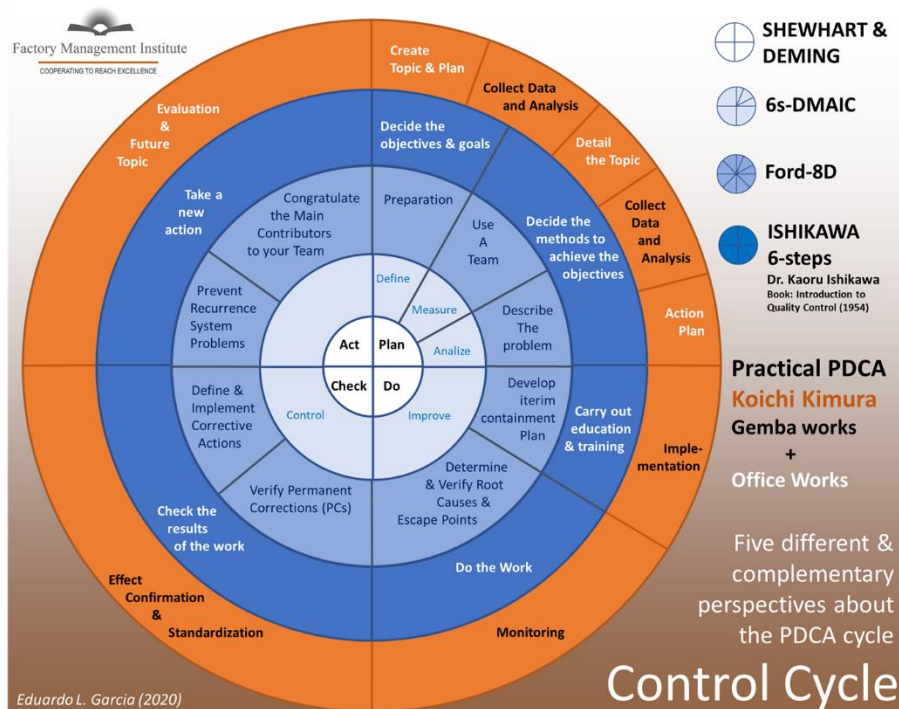 Factory Management Institute
COOPERATING TO REACH EXCELLENCE
Create
Topic & Plan
Collect Data
and Analysis
Detail
the Topic
Collect
Data
and
Analysis
Action
Plan
Imple-
mentation
Monitoring
Effect
Confirmation
&
Standardization
Evaluation
&
Future
Topic
Decide the
objectives & goals
Decide the
methods to
achieve the
objectives
Carry out
education
& training
Do the Work
Check the
results
of the work
Take a
new
action
Preparation
Use
A
Team
Describe
The
problem
Develop
iterim
containment
Plan
Determine
& Verify Root
Causes &
Escape Points
Verify Permanent
Corrections (PCs)
Define &
Implement
Corrective
Actions
Prevent
Recurrence
System
Problems
Congratulate
the Main
Contributors
to your Team
Define
Measure
Analize
Improve
Control
Act
Plan
Check
Do
SHEWHART &
DEMING
6s-DMAIC
Ford-8D
ISHIKAWA
6-steps
Dr. Kaoru Ishikawa
Book: Introduction to
Quality Control (1954)
Practical PDCA
Koichi Kimura
Gemba works
+
Office Works
Five different &
complementary
perspectives about
the PDCA cycle
Control Cycle
Eduardo L. Garcia (2020)